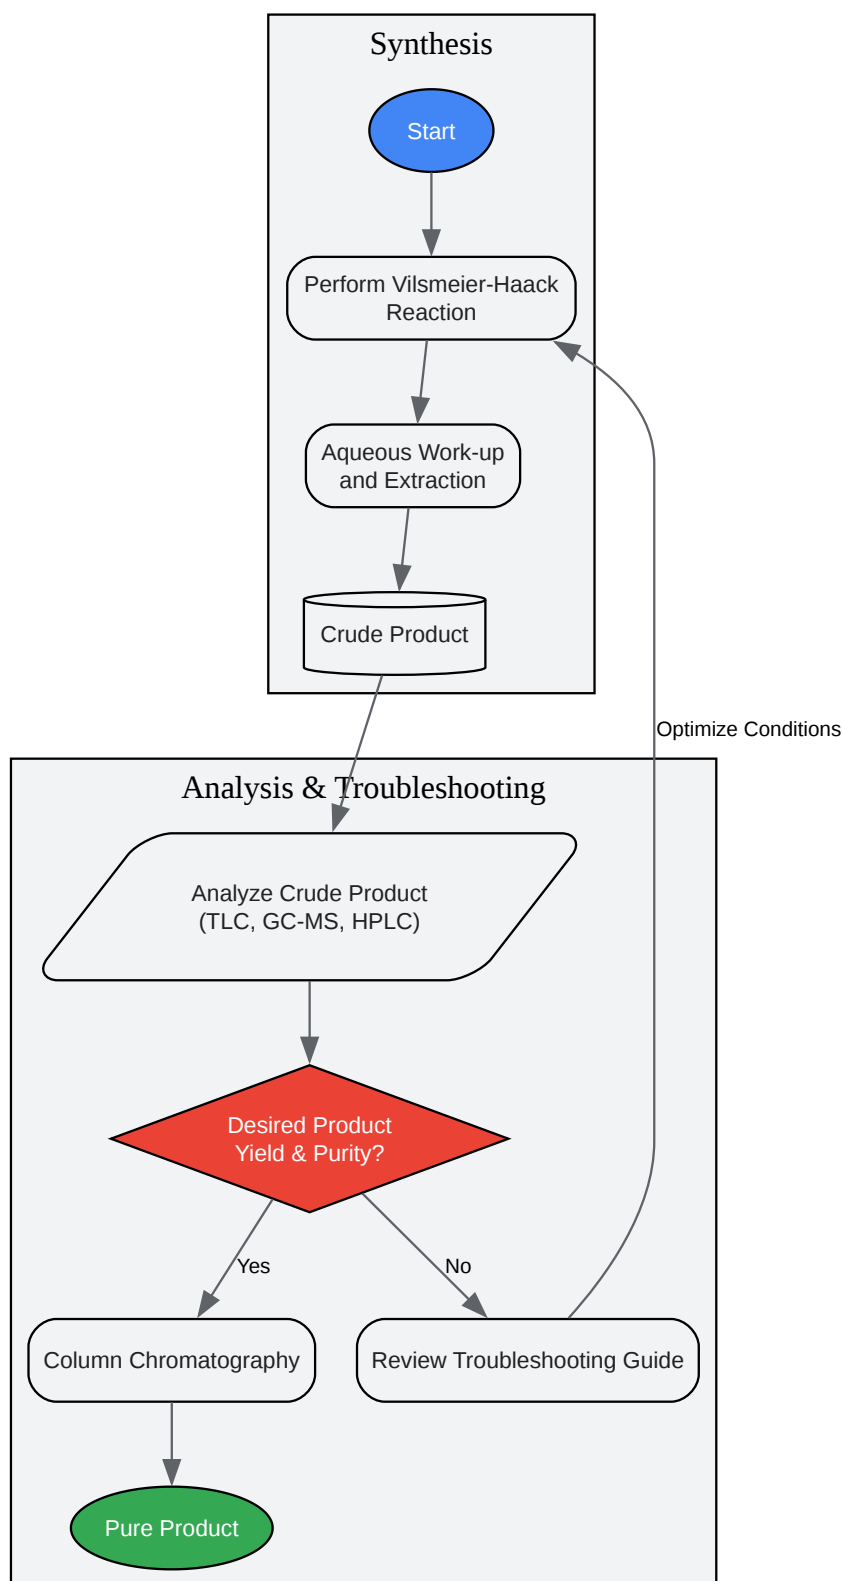 Synthesis
Start
Perform Vilsmeier-Haack
Reaction
Aqueous Work-up
and Extraction
Crude Product
Optimize Conditions
Analysis & Troubleshooting
Analyze Crude Product
(TLC, GC-MS, HPLC)
Desired Product
Yield & Purity?
Yes
No
Column Chromatography
Review Troubleshooting Guide
Pure Product